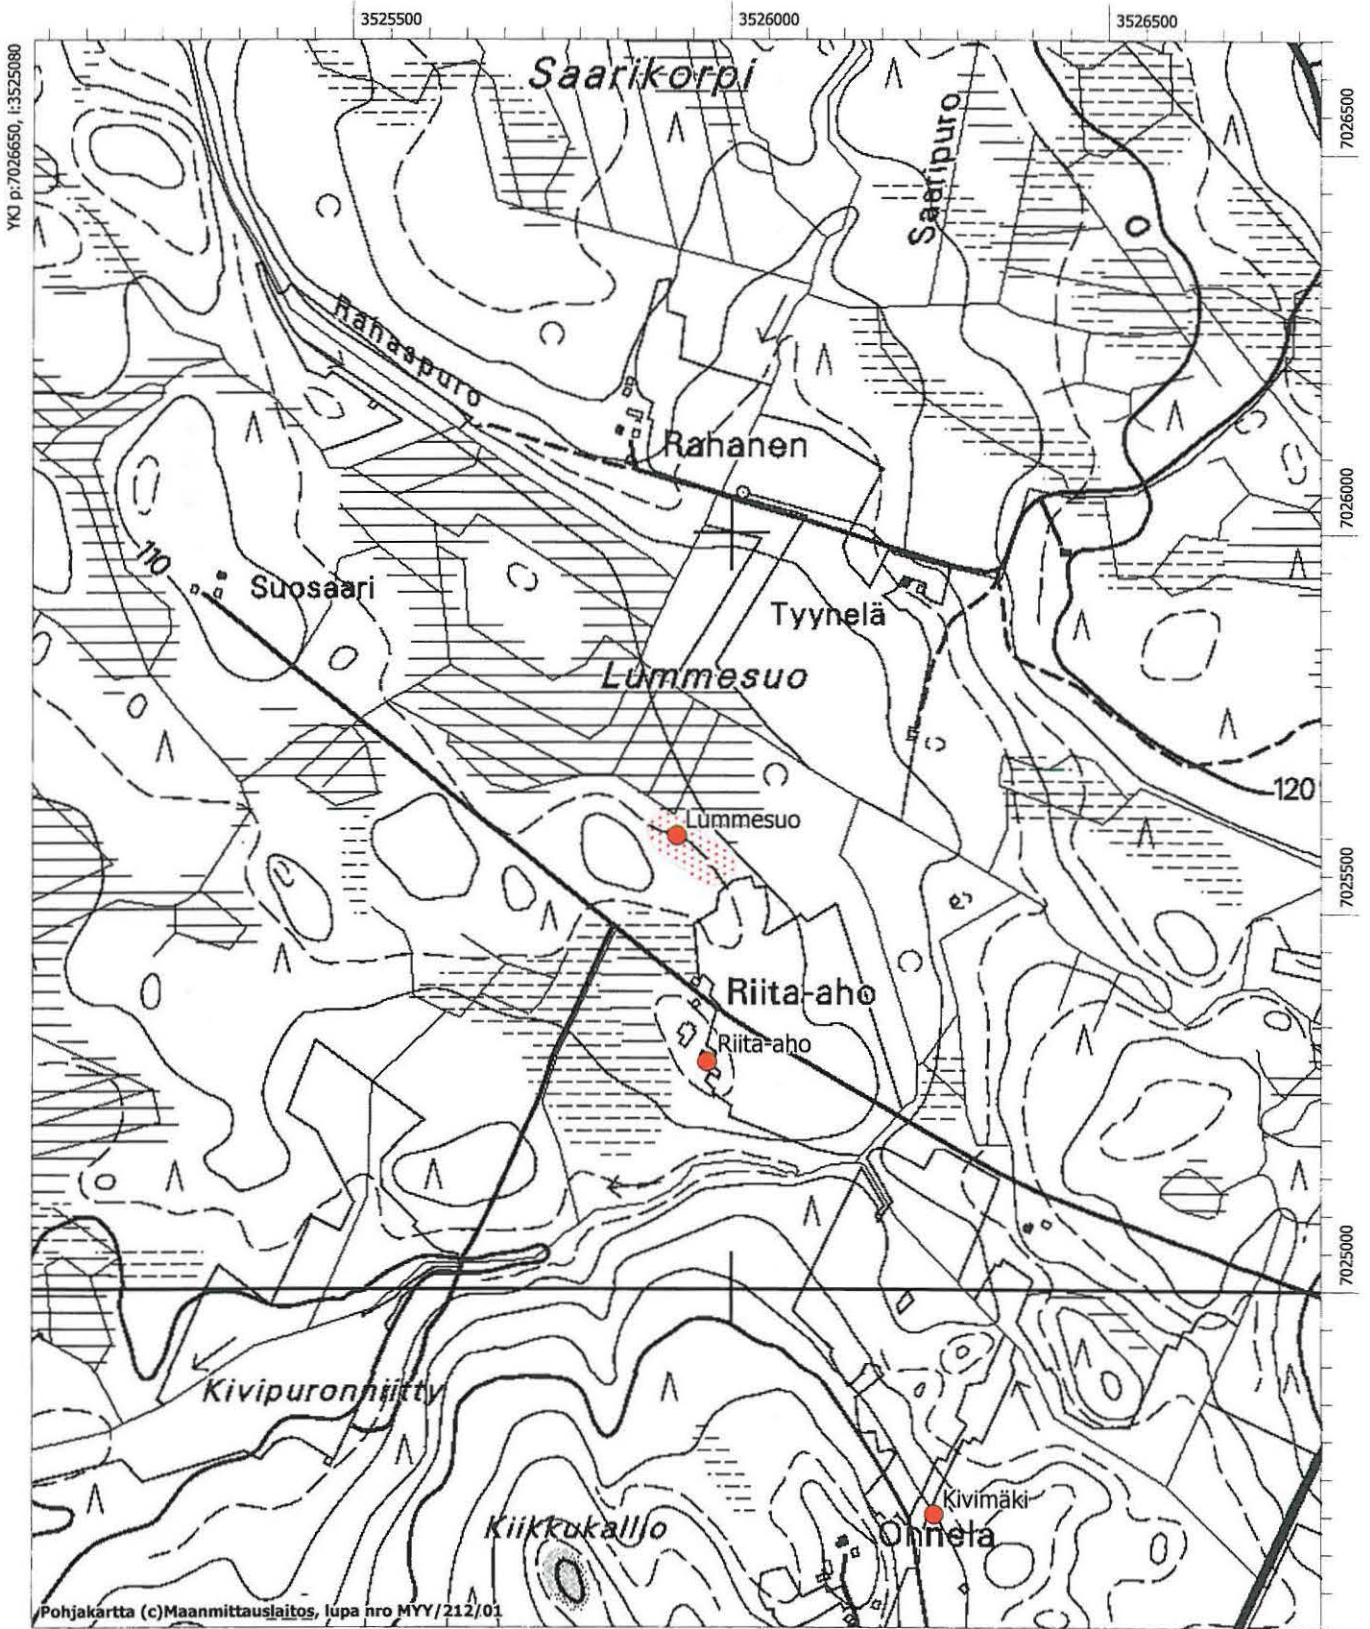 3525500
3526000
3526500
YKJ p:7026650, i:3525080
Saarikorpi
7026500
Saaripuro
Rahaspuro
Rahanen
7026000
110
Suosaari
Tyynelä
Lummesuo
120
Lummesuo
7025500
Riita-aho
Riita-aho
7025000
Kivipuronniitty
Kivimäki
Kiikkukallio
Ohnela
Pohjakartta (c)Maanmittauslaitos, lupa nro MYY/212/01